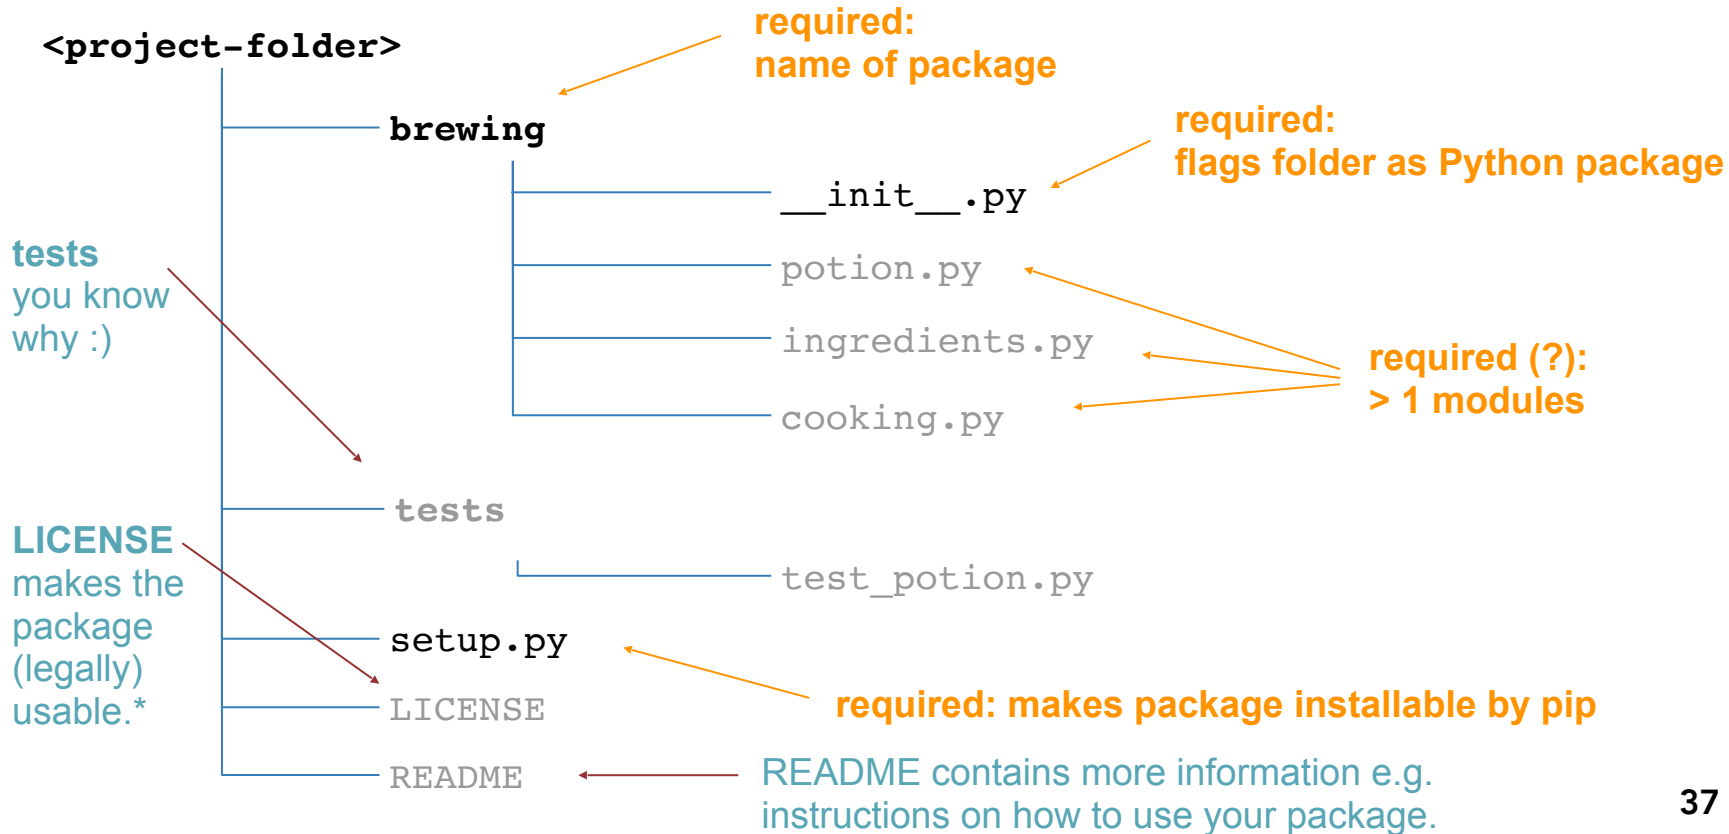 <project-folder>
required:
name of package
brewing
required:
flags folder as Python package
__init__.py
tests
you know
why :)
potion.py
ingredients.py
required (?):
> 1 modules
cooking.py
tests
LICENSE
makes the
package
(legally)
usable.*
test_potion.py
setup.py
required: makes package installable by pip
LICENSE
README
README contains more information e.g.
instructions on how to use your package.
37